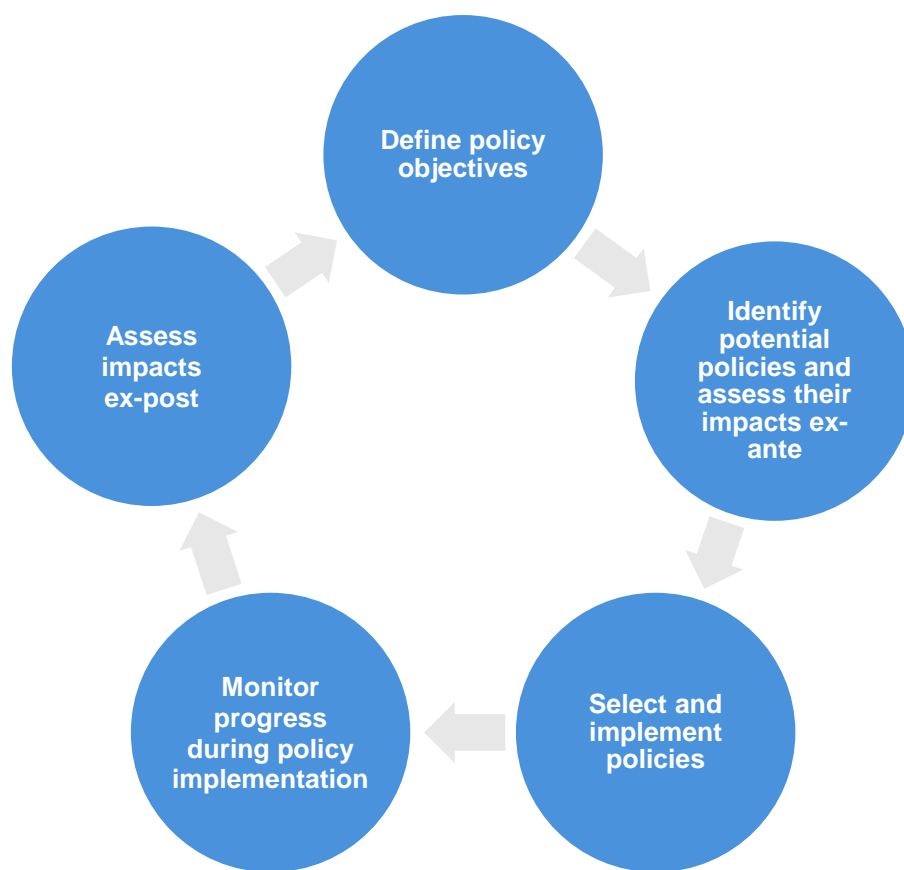 Define policy
objectives
Identify
potential
policies and
assess their
impacts ex-
ante
Select and
implement
policies
Monitor
progress
during policy
implementation
Assess
impacts
ex-post